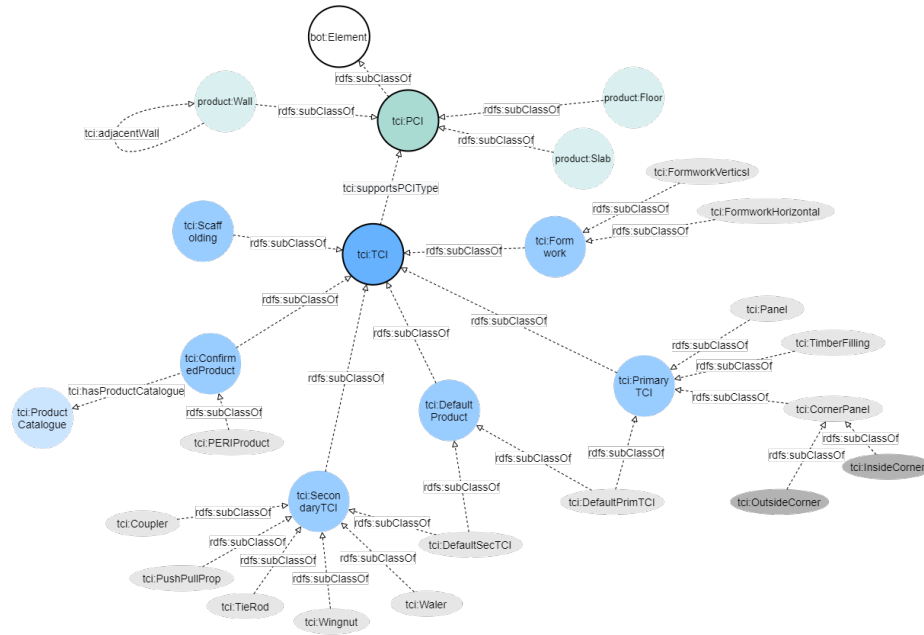 bot:Element
rdfs:subClassOf
product:Wall
product:Floor
rdfs:subClassOf
rdfs:subClassOf
tci:PCI
tci:adjacentWall
rdfs:subClassOf
product:Slab
tci:FormworkVerticsl
tci:supportsPCIType
rdfs:subClassOf
tci:FormworkHorizontal
rdfs:subClassOf
tci:Scaff
olding
rdfs:subClassOf
tci:TCI
rdfs:subClassOf
tci:Form
work
rdfs:subClassOf
tci:Panel
rdfs:subClassOf
rdfs:subClassOf
rdfs:subClassOf
tci:TimberFilling
tci:Confirm
edProduct
rdfs:subClassOf
rdfs:subClassOf
tci:hasProductCatalogue
tci:Primary
TCI
rdfs:subClassOf
tci:Product
Catalogue
rdfs:subClassOf
tci:Default
Product
tci:CornerPanel
tci:PERIProduct
rdfs:subClassOf
rdfs:subClassOf
rdfs:subClassOf
rdfs:subClassOf
rdfs:subClassOf
tci:InsideCorner
tci:Secon
daryTCI
tci:DefaultPrimTCI
tci:OutsideCorner
tci:Coupler
rdfs:subClassOf
rdfs:subClassOf
tci:DefaultSecTCI
rdfs:subClassOf
rdfs:subClassOf
rdfs:subClassOf
rdfs:subClassOf
tci:PushPullProp
tci:TieRod
tci:Waler
tci:Wingnut